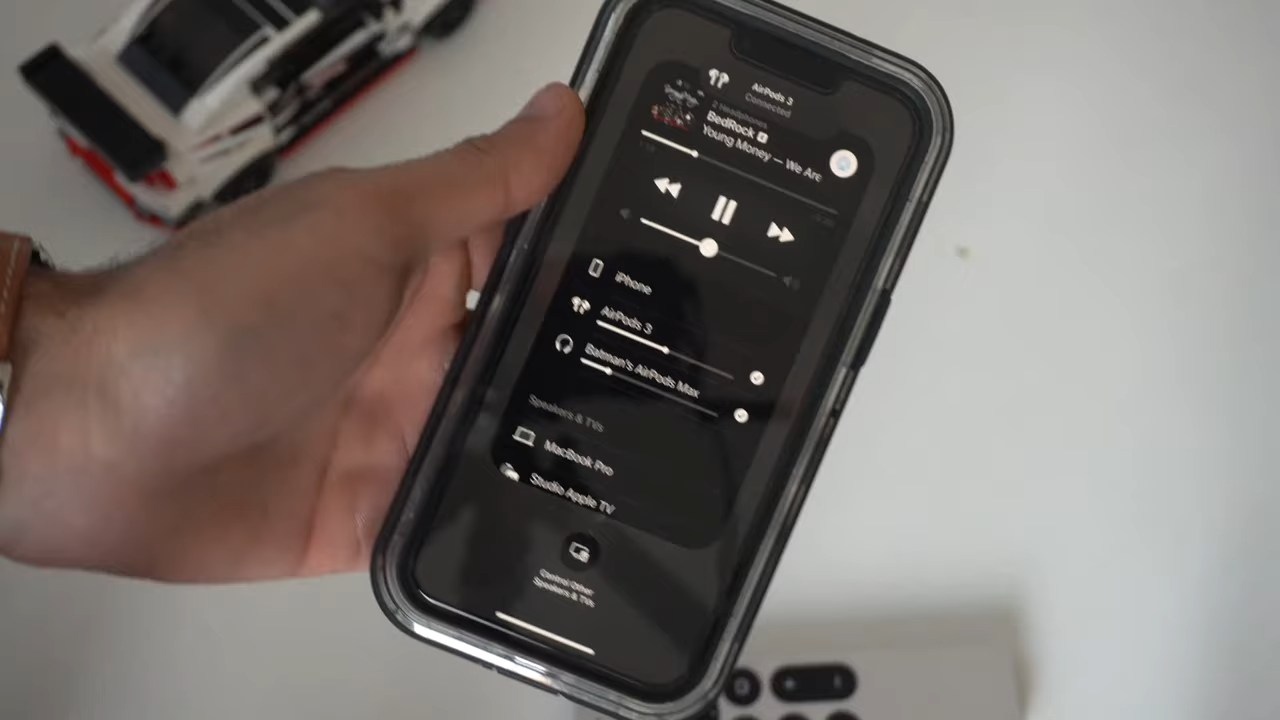 AirPods 3
Connected
2 Headphones
BedRock E
Young Money — We Are
iPhone
AirPods 3
Batman's AirPods Max
Speakers & TVs
MacBook Pro
Studio Apple TV
Control Other
Speakers & TVs